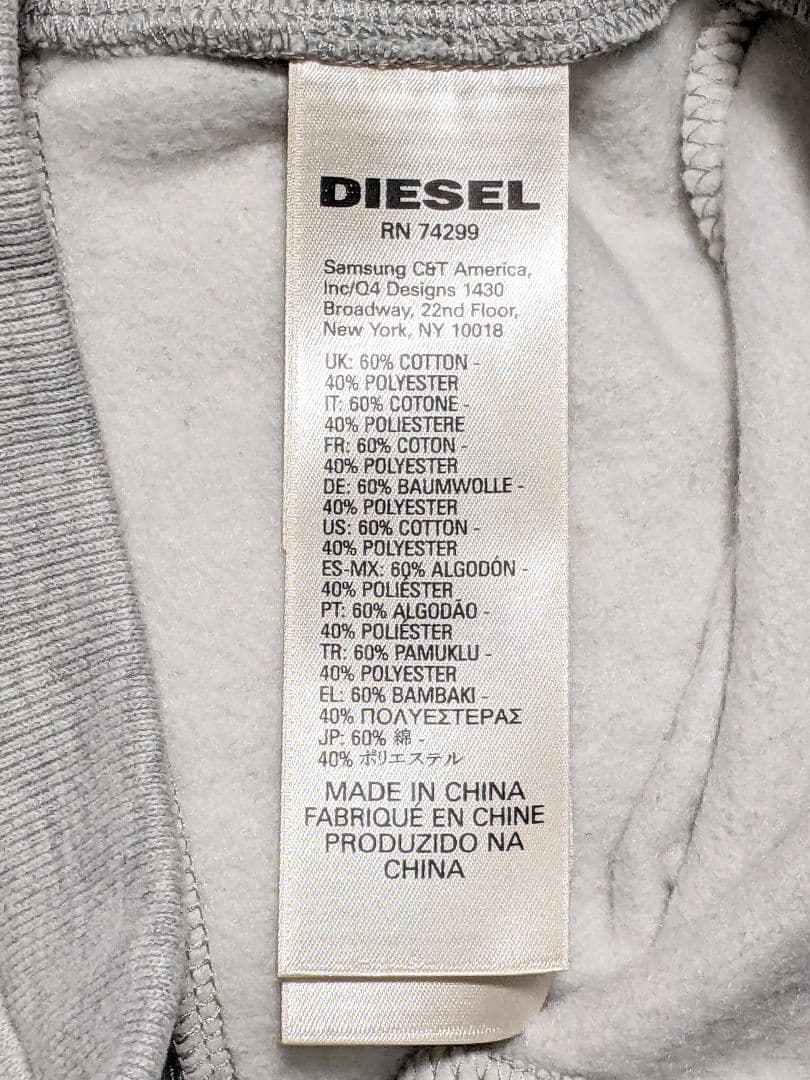 DIESEL
RN 74299
Samsung C&T America,
Inc/Q4 Designs 1430
Broadway, 22nd Floor,
New York, NY 10018
UK: 60% COTTON -
40% POLYESTER
IT: 60% COTONE -
40% POLIESTERE
FR: 60% COTON -
40% POLYESTER
DE: 60% BAUMWOLLE -
40% POLYESTER
US: 60% COTTON -
40% POLYESTER
ES-MX: 60% ALGODÓN -
40% POLIÉSTER
PT: 60% ALGODÃO -
40% POLIÉSTER
TR: 60% PAMUKLU -
40% POLYESTER
EL: 60% BAMBAKI -
40% ΠΟΛΥΕΣΤΕΡΑΣ
JP: 60% 綿 -
40% ポリエステル
MADE IN CHINA
FABRIQUÉ EN CHINE
PRODUZIDO NA
CHINA